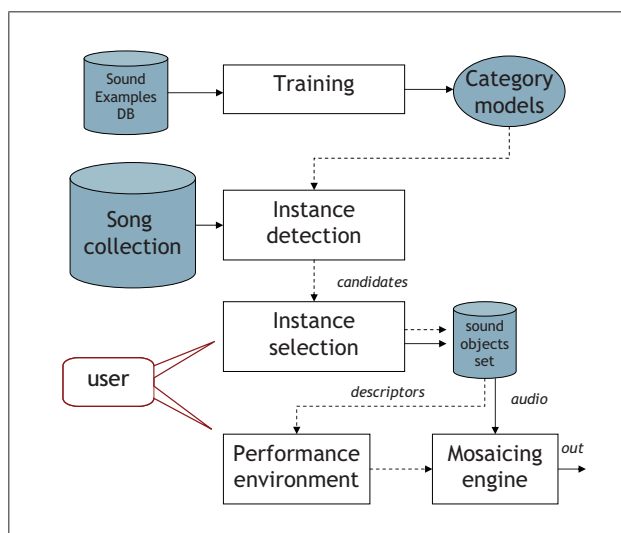 Sound
Examples
DB
Training
Category
models
Song
collection
Instance
detection
candidates
Instance
selection
sound
objects
set
user
descriptors
audio
Performance
environment
Mosaicing
engine
out